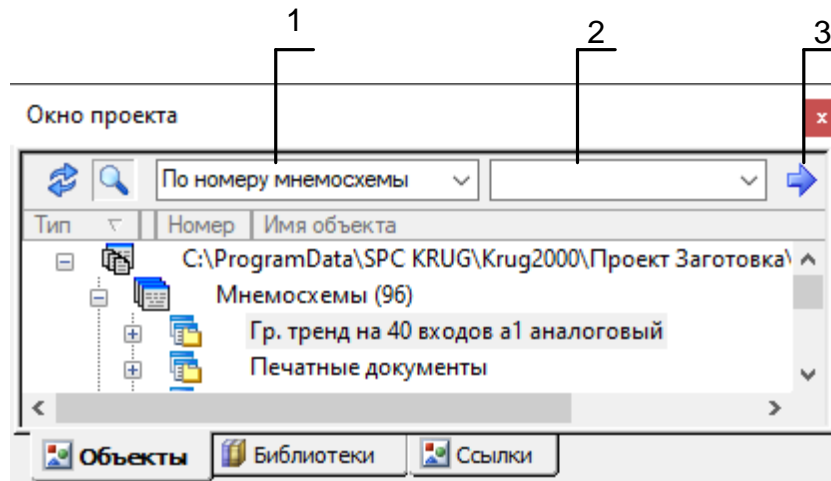 1 2 3
Окно проекта
По номеру мнемосхемы
Тип Номер Имя объекта
C:\ProgramData\SPC KRUG\Krug2000\Проект Заготовка\
Мнемосхемы (96)
Гр. тренд на 40 входов а1 аналоговый
Печатные документы
Объекты Библиотеки Ссылки